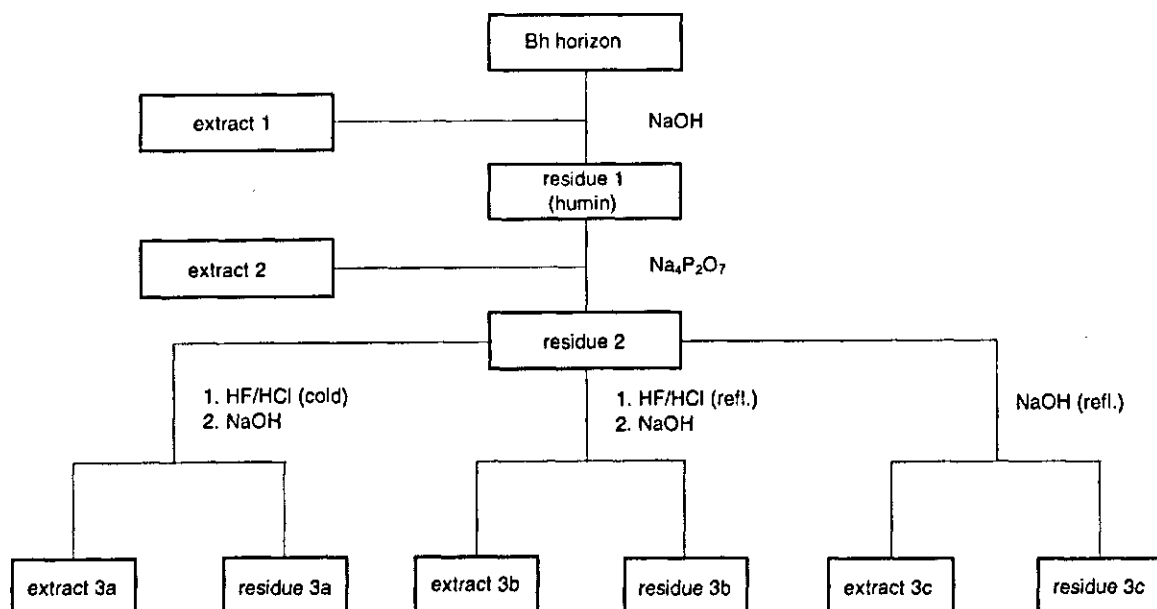 Bh horizon
extract 1
NaOH
residue 1
(humin)
extract 2
Na₄P₂O₇
residue 2
1. HF/HCl (cold)
2. NaOH
1. HF/HCl (refl.)
2. NaOH
NaOH (refl.)
extract 3a
residue 3a
extract 3b
residue 3b
extract 3c
residue 3c